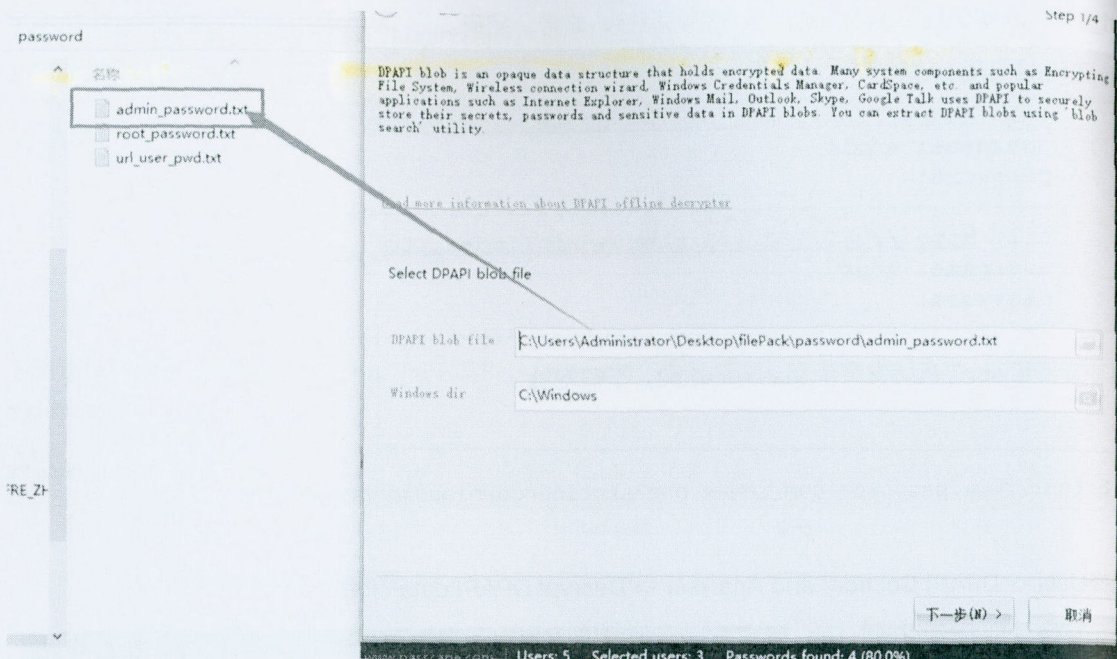 password
名称
admin_password.txt
root_password.txt
url_user_pwd.txt
Step 1/4
DPAPI blob is an opaque data structure that holds encrypted data. Many system components such as Encrypting
File System, Wireless connection wizard, Windows Credentials Manager, CardSpace, etc. and popular
applications such as Internet Explorer, Windows Mail, Outlook, Skype, Google Talk uses DPAPI to securely
store their secrets, passwords and sensitive data in DPAPI blobs. You can extract DPAPI blobs using 'blob
search' utility.
Read more information about DPAPI offline decrypter
Select DPAPI blob file
DPAPI blob file
C:\Users\Administrator\Desktop\filePack\password\admin_password.txt
Windows dir
C:\Windows
FRE_ZH
下一步(N) >
取消
www.passcape.com
Users: 5 Selected users: 3 Passwords found: 4 (80.0%)